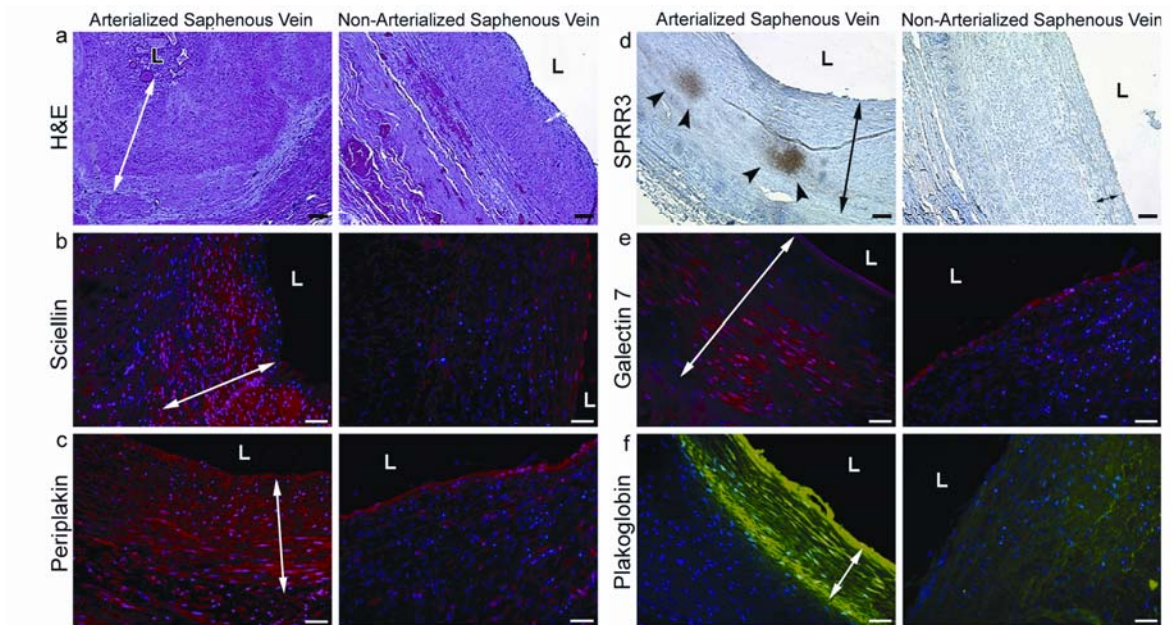 Arterialized Saphenous Vein Non-Arterialized Saphenous Vein
a
H&E
L
L
b
Sciellin
L
L
c
Periplakin
L
L
Arterialized Saphenous Vein Non-Arterialized Saphenous Vein
d
SPRR3
L
L
e
Galectin 7
L
L
f
Plakoglobin
L
L